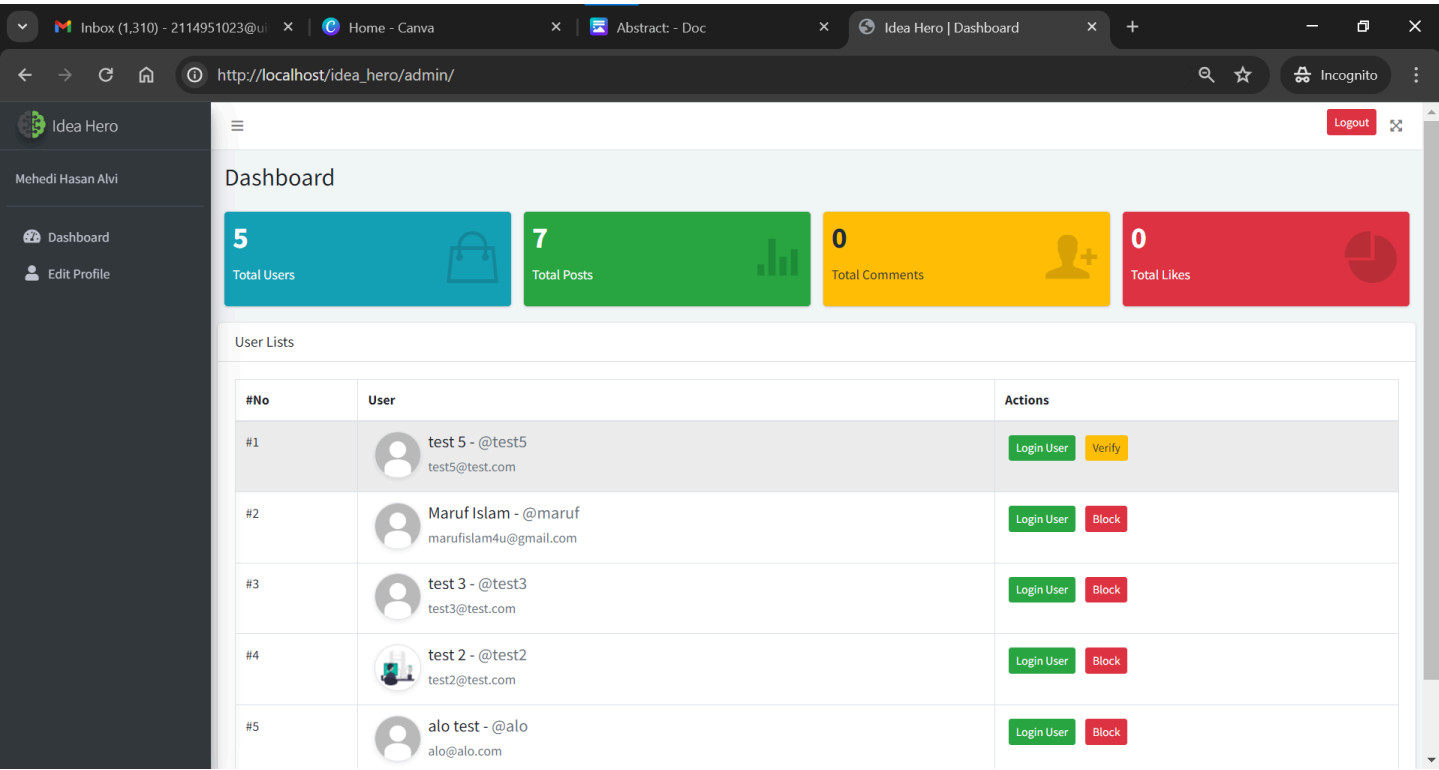 Inbox (1,310) - 2114951023@ui
Home - Canva
Abstract: - Doc
Idea Hero | Dashboard
http://localhost/idea_hero/admin/
Incognito
Idea Hero
Logout
Mehedi Hasan Alvi
Dashboard
Edit Profile
Dashboard
5
Total Users
7
Total Posts
0
Total Comments
0
Total Likes
User Lists
#No User Actions
#1 test 5 - @test5 Login User Verify
test5@test.com
#2 Maruf Islam - @maruf Login User Block
marufislam4u@gmail.com
#3 test 3 - @test3 Login User Block
test3@test.com
#4 test 2 - @test2 Login User Block
test2@test.com
#5 alo test - @alo Login User Block
alo@alo.com